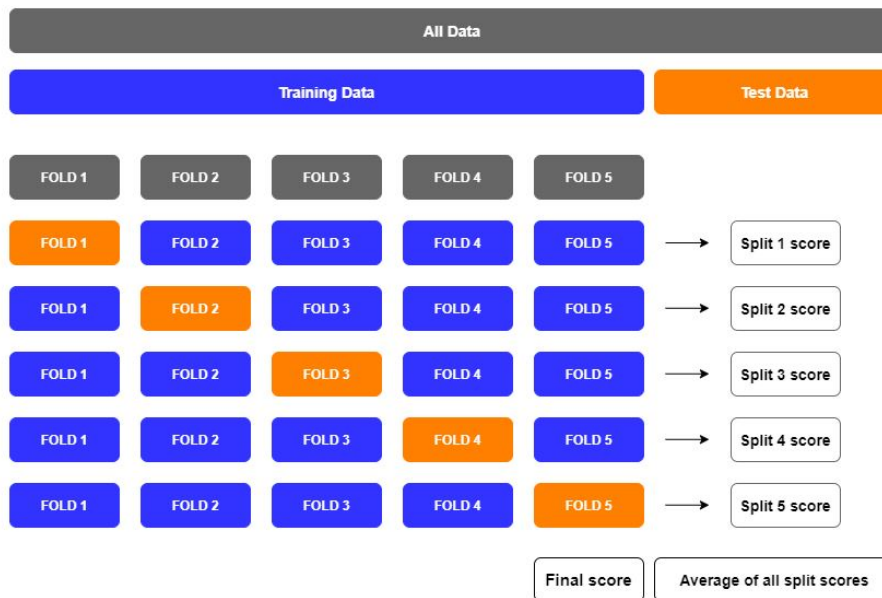 All Data
Training Data Test Data
FOLD 1 FOLD 2 FOLD 3 FOLD 4 FOLD 5
FOLD 1 FOLD 2 FOLD 3 FOLD 4 FOLD 5 Split 1 score
FOLD 1 FOLD 2 FOLD 3 FOLD 4 FOLD 5 Split 2 score
FOLD 1 FOLD 2 FOLD 3 FOLD 4 FOLD 5 Split 3 score
FOLD 1 FOLD 2 FOLD 3 FOLD 4 FOLD 5 Split 4 score
FOLD 1 FOLD 2 FOLD 3 FOLD 4 FOLD 5 Split 5 score
Final score Average of all split scores